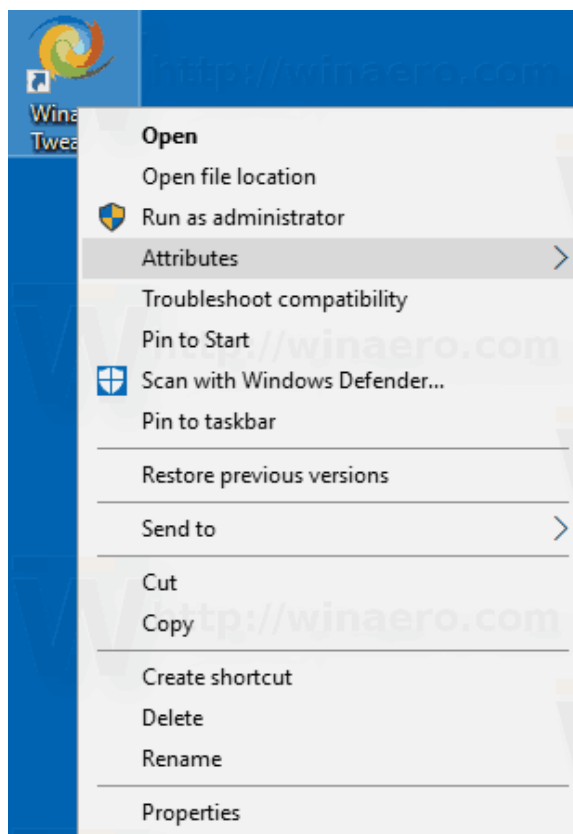 http://winaero.com
Wina
Twea
Open
Open file location
Run as administrator
Attributes
Troubleshoot compatibility
Pin to Start
http://winaero.com
Scan with Windows Defender...
Pin to taskbar
Restore previous versions
Send to
Cut
Copy
http://winaero.com
Create shortcut
Delete
Rename
Properties